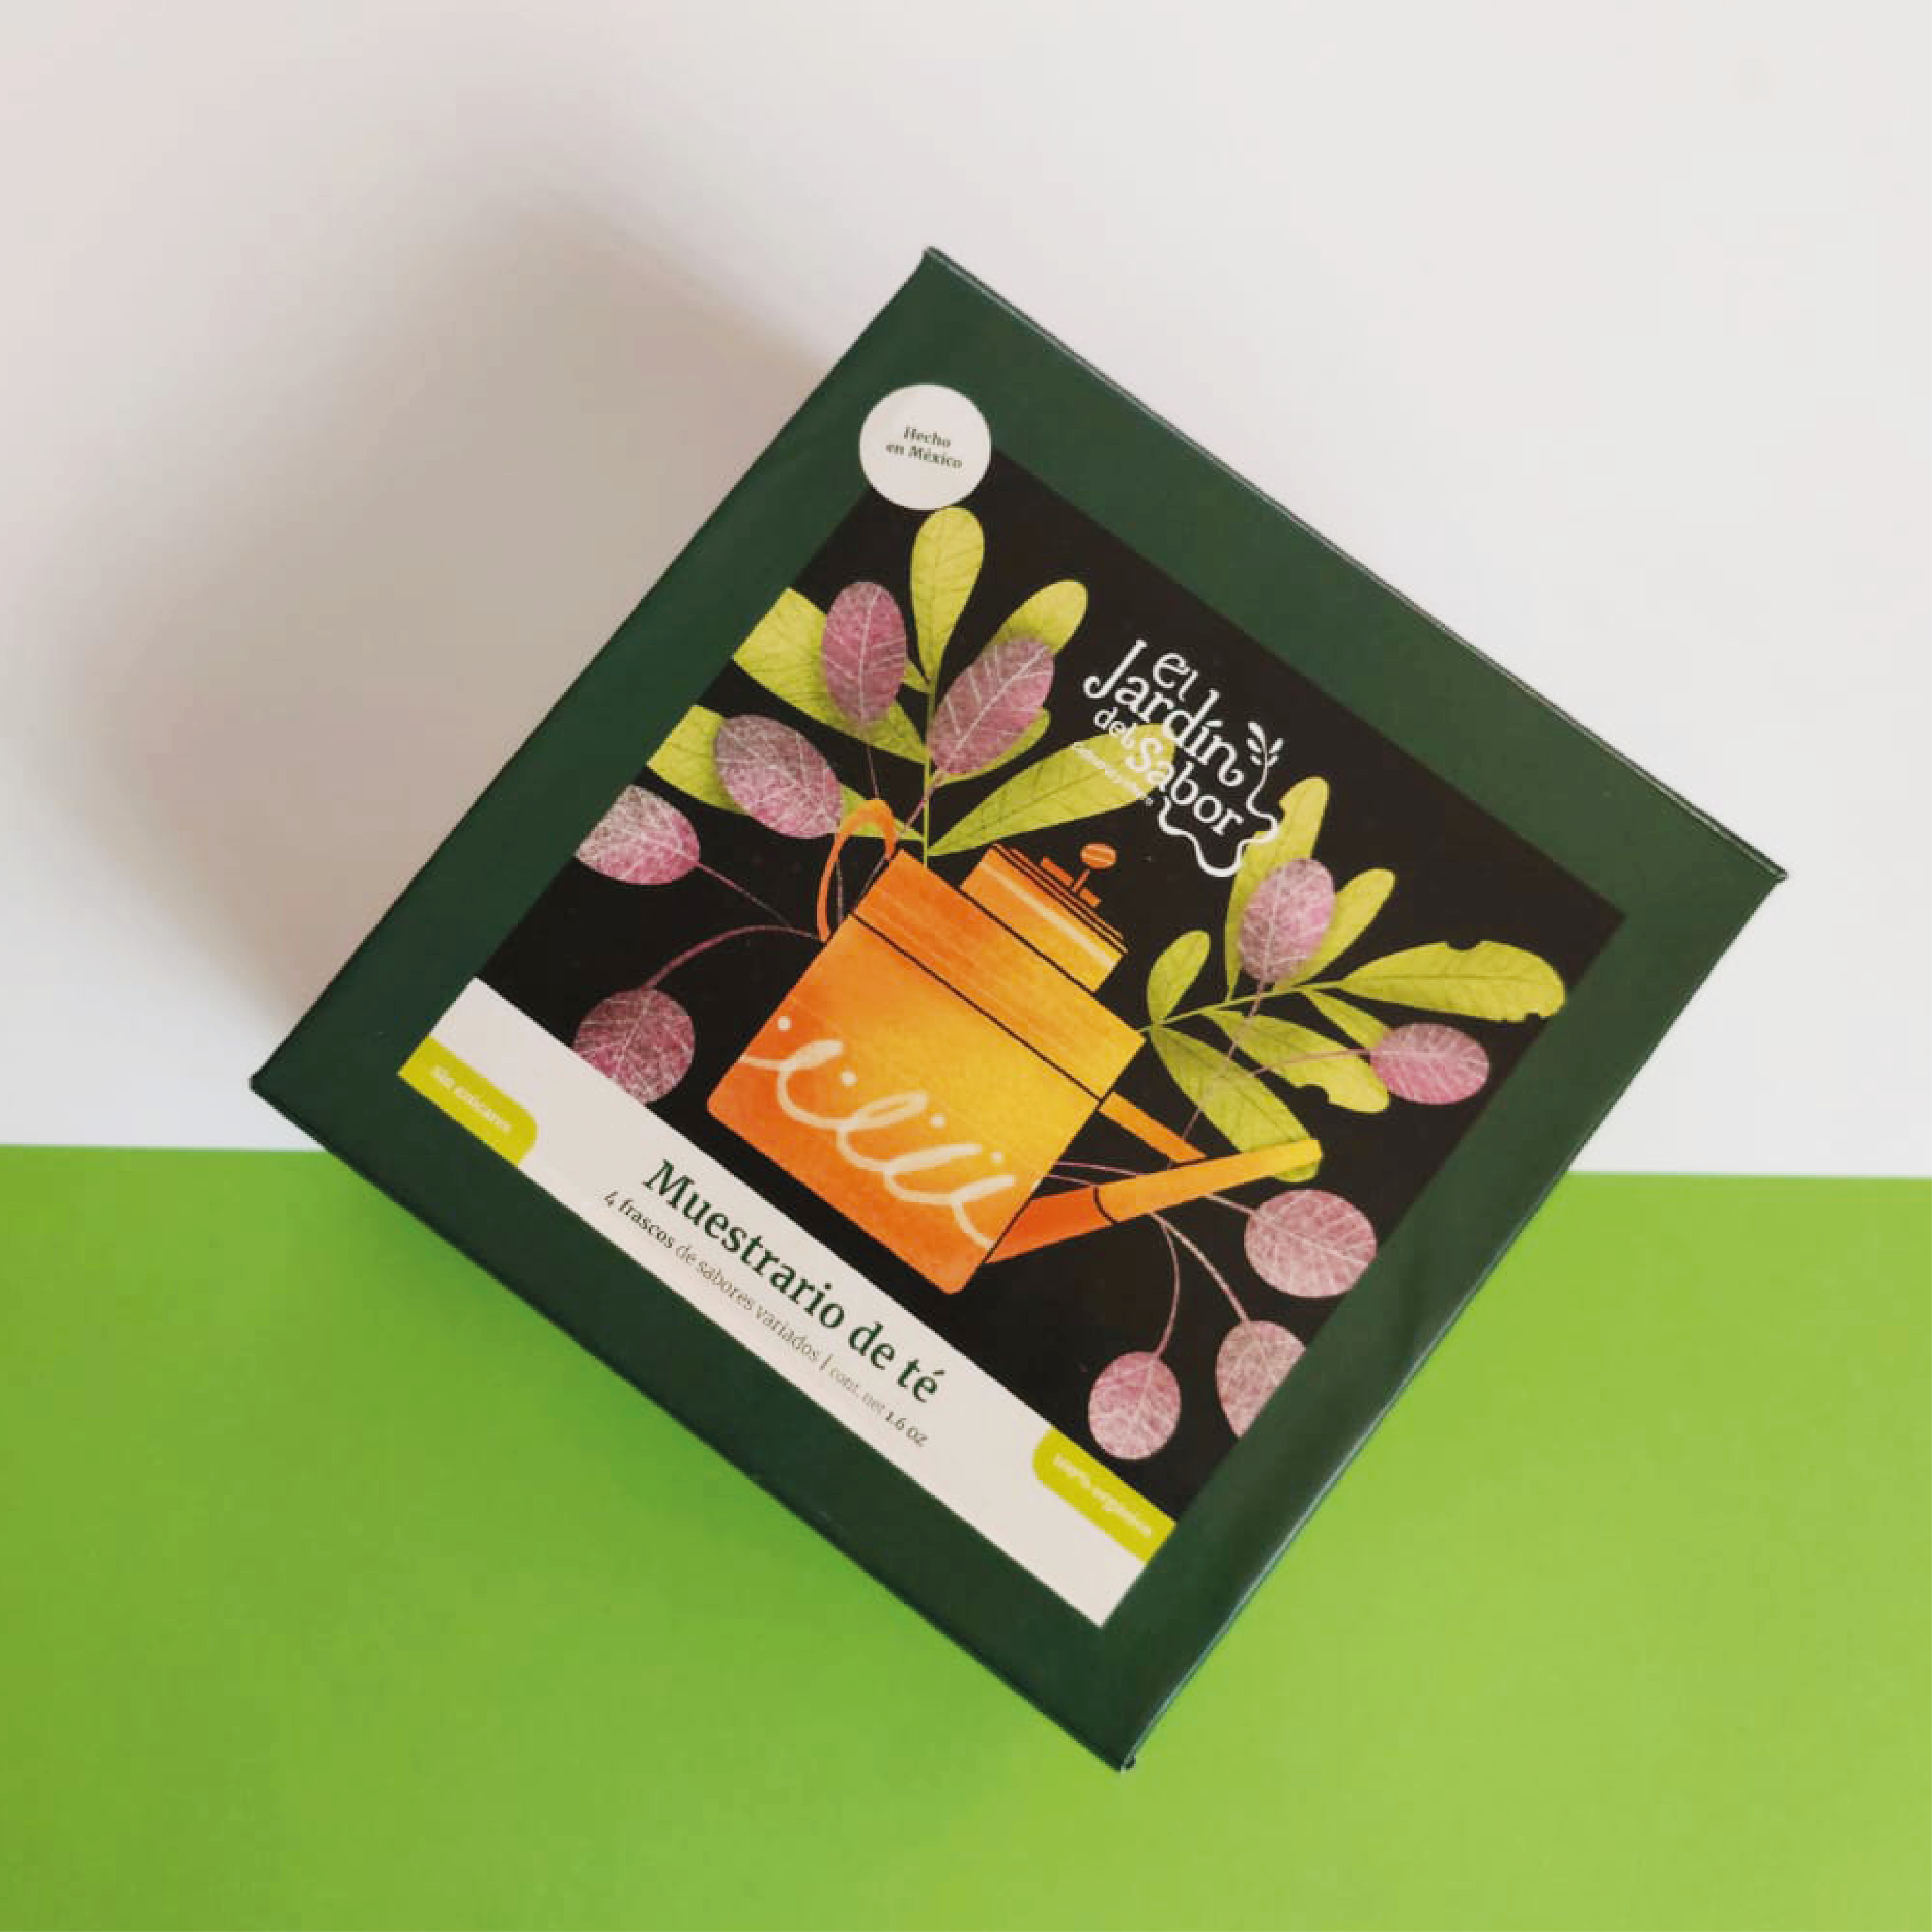 Hecho
en México
el
Jardín
del sabor
Sin azúcares
Muestrario de té
4 frascos de sabores variados | cont. net 1.6 oz
100% orgánico